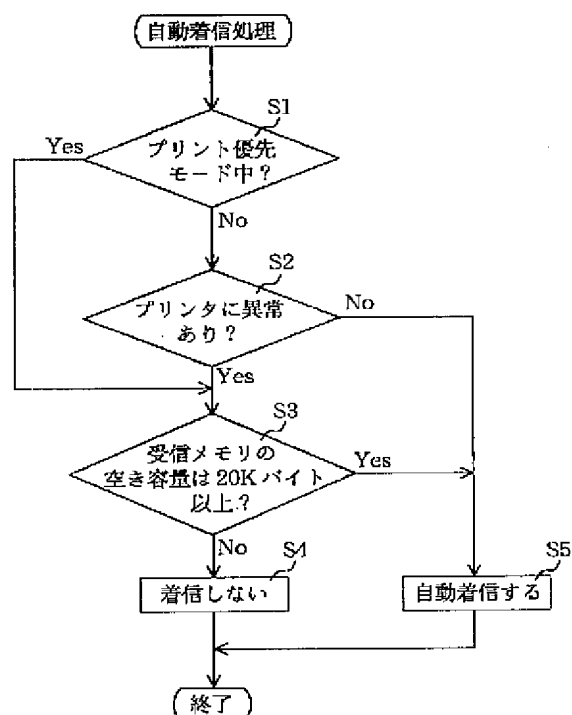 自動着信処理
S1
プリント優先
モード中?
Yes
No
S2
プリンタに異常
あり?
No
Yes
S3
受信メモリの
空き容量は20Kバイト
以上?
Yes
No
S4
着信しない
S5
自動着信する
終了